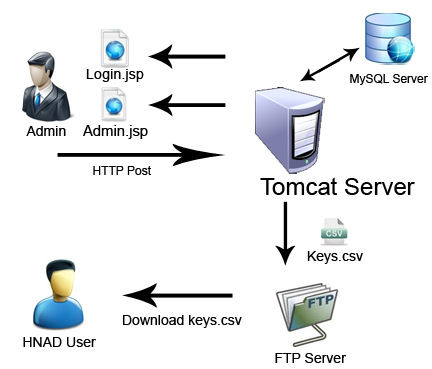 Login.jsp
MySQL Server
Admin
Admin.jsp
HTTP Post
Tomcat Server
CSV
Keys.csv
FTP
Download keys.csv
HNAD User
FTP Server